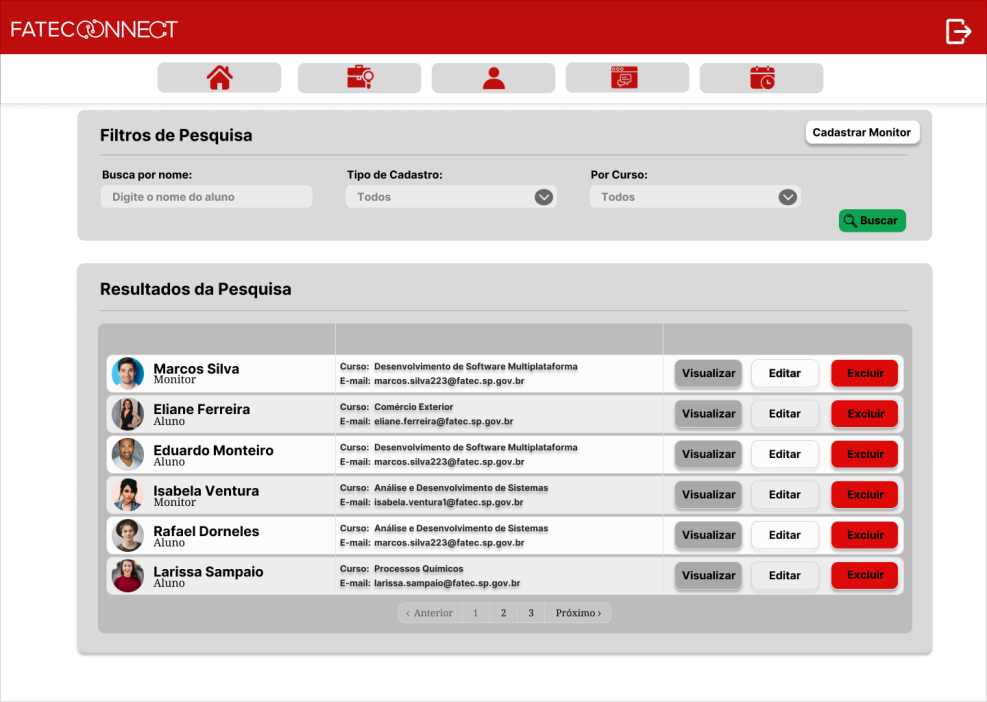 FATECONNECT
Filtros de Pesquisa
Cadastrar Monitor
Busca por nome:
Tipo de Cadastro:
Por Curso:
Digite o nome do aluno
Todos
Todos
Buscar
Resultados da Pesquisa
Marcos Silva
Monitor
Curso: Desenvolvimento de Software Multiplataforma
E-mail: marcos.silva223@fatec.sp.gov.br
Visualizar
Editar
Excluir
Eliane Ferreira
Aluno
Curso: Comércio Exterior
E-mail: eliane.ferreira@fatec.sp.gov.br
Visualizar
Editar
Excluir
Eduardo Monteiro
Aluno
Curso: Desenvolvimento de Software Multiplataforma
E-mail: marcos.silva223@fatec.sp.gov.br
Visualizar
Editar
Excluir
Isabela Ventura
Monitor
Curso: Análise e Desenvolvimento de Sistemas
E-mail: isabela.ventura1@fatec.sp.gov.br
Visualizar
Editar
Excluir
Rafael Dorneles
Aluno
Curso: Análise e Desenvolvimento de Sistemas
E-mail: marcos.silva223@fatec.sp.gov.br
Visualizar
Editar
Excluir
Larissa Sampaio
Aluno
Curso: Processos Químicos
E-mail: larissa.sampaio@fatec.sp.gov.br
Visualizar
Editar
Excluir
‹ Anterior 1 2 3 Próximo ›